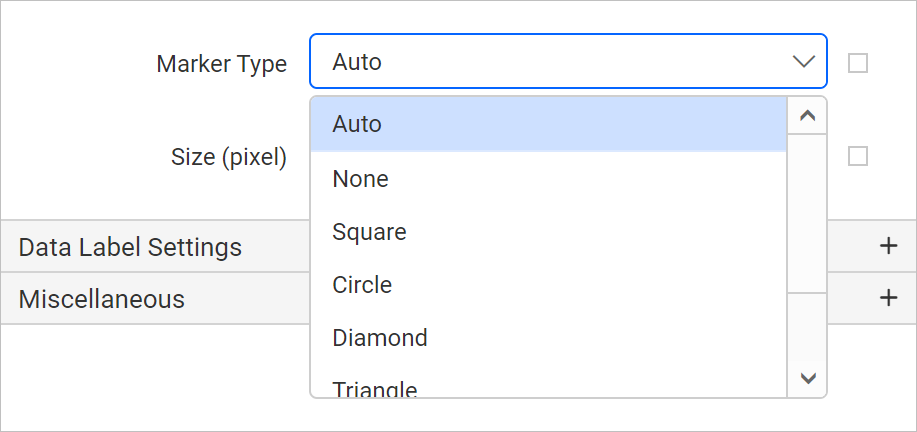 Marker Type
Auto
Auto
Size (pixel)
None
Square
Data Label Settings
Circle
Miscellaneous
Diamond
Triangle